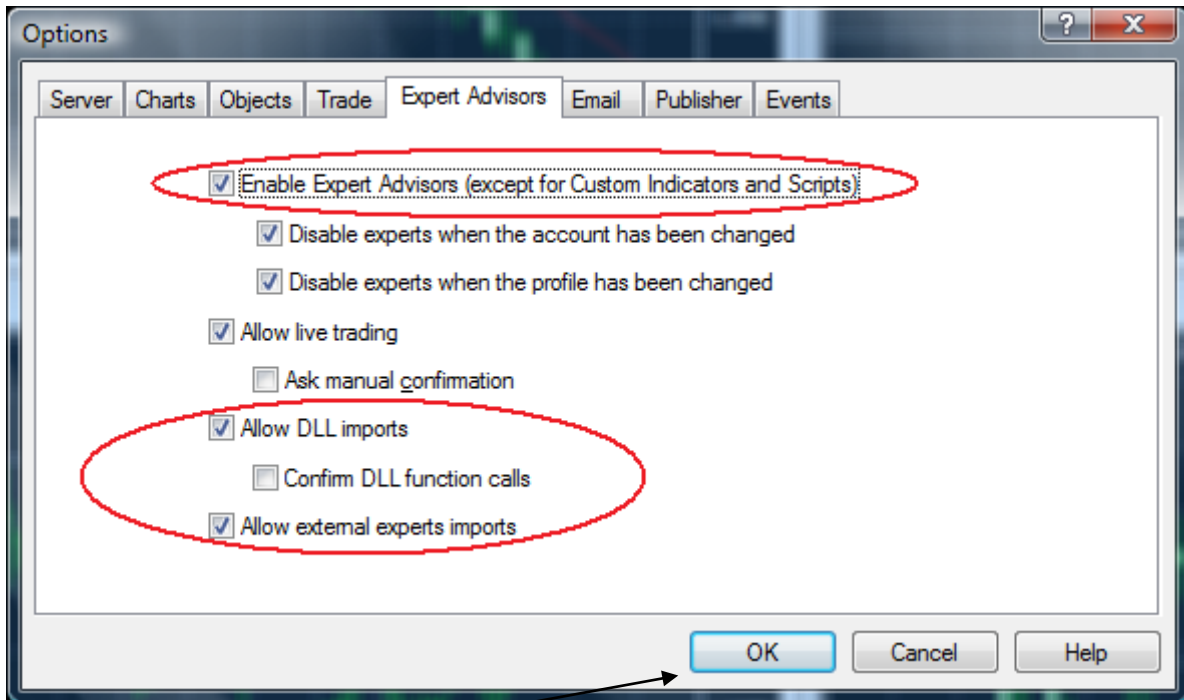 Options
Server Charts Objects Trade Expert Advisors Email Publisher Events
Enable Expert Advisors (except for Custom Indicators and Scripts)
Disable experts when the account has been changed
Disable experts when the profile has been changed
Allow live trading
Ask manual confirmation
Allow DLL imports
Confirm DLL function calls
Allow external experts imports
OK Cancel Help